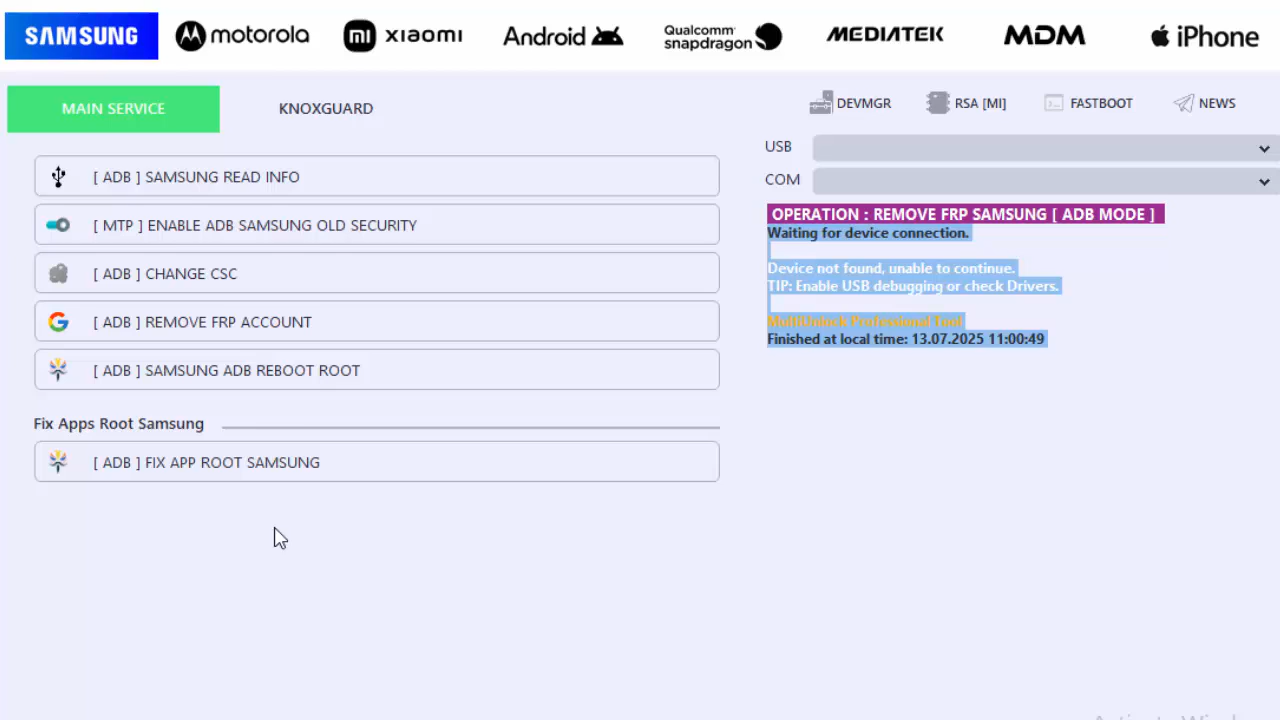 SAMSUNG
motorola
xiaomi
Android
Qualcomm
snapdragon
MEDIATEK
MDM
iPhone
MAIN SERVICE
KNOXGUARD
DEVMGR
RSA [MI]
FASTBOOT
NEWS
USB
COM
[ ADB ] SAMSUNG READ INFO
[ MTP ] ENABLE ADB SAMSUNG OLD SECURITY
[ ADB ] CHANGE CSC
[ ADB ] REMOVE FRP ACCOUNT
[ ADB ] SAMSUNG ADB REBOOT ROOT
Fix Apps Root Samsung
[ ADB ] FIX APP ROOT SAMSUNG
OPERATION : REMOVE FRP SAMSUNG [ ADB MODE ]
Waiting for device connection.
Device not found, unable to continue.
TIP: Enable USB debugging or check Drivers.
MultiUnlock Professional Tool
Finished at local time: 13.07.2025 11:00:49